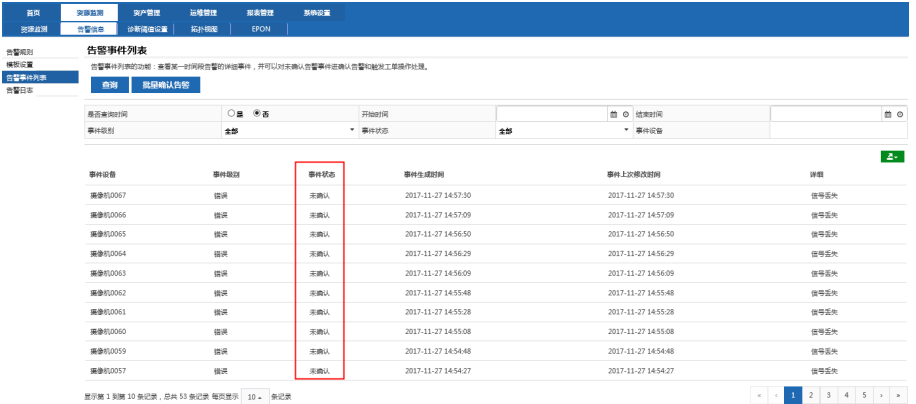 首页 资源监测 资产管理 运维管理 报表管理 系统设置
资源监测 告警信息 诊断阈值设置 拓扑视图 EPON
告警规则
模板设置
告警事件列表
告警日志
告警事件列表
告警事件列表的功能：查看某一时间段告警的详细事件，并可以对未确认告警事件进确认告警和触发工单操作处理。
查询 批量确认告警
是否查询时间 是 否 开始时间 结束时间
事件级别 全部 事件状态 全部 事件设备
事件设备 事件级别 事件状态 事件生成时间 事件上次修改时间 详细
摄像机0067 错误 未确认 2017-11-27 14:57:30 2017-11-27 14:57:30 信号丢失
摄像机0066 错误 未确认 2017-11-27 14:57:09 2017-11-27 14:57:09 信号丢失
摄像机0065 错误 未确认 2017-11-27 14:56:50 2017-11-27 14:56:50 信号丢失
摄像机0064 错误 未确认 2017-11-27 14:56:29 2017-11-27 14:56:29 信号丢失
摄像机0063 错误 未确认 2017-11-27 14:56:09 2017-11-27 14:56:09 信号丢失
摄像机0062 错误 未确认 2017-11-27 14:55:48 2017-11-27 14:55:48 信号丢失
摄像机0061 错误 未确认 2017-11-27 14:55:28 2017-11-27 14:55:28 信号丢失
摄像机0060 错误 未确认 2017-11-27 14:55:08 2017-11-27 14:55:08 信号丢失
摄像机0059 错误 未确认 2017-11-27 14:54:48 2017-11-27 14:54:48 信号丢失
摄像机0057 错误 未确认 2017-11-27 14:54:27 2017-11-27 14:54:27 信号丢失
显示第 1 到第 10 条记录，总共 53 条记录 每页显示 10 条记录 « ‹ 1 2 3 4 5 › »